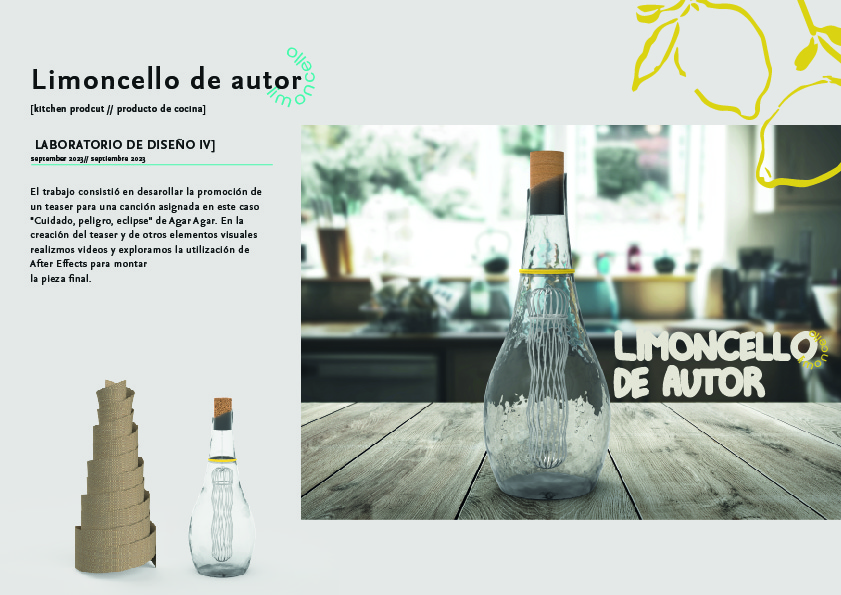 Limoncello de autor
limoncello
[kitchen prodcut // producto de cocina]
LABORATORIO DE DISEÑO IV]
september 2023// septiembre 2023
El trabajo consistió en desarollar la promoción de
un teaser para una canción asignada en este caso
"Cuidado, peligro, eclipse" de Agar Agar. En la
creación del teaser y de otros elementos visuales
realizmos videos y exploramos la utilización de
After Effects para montar
la pieza final.
LIMONCELLO
DE AUTOR